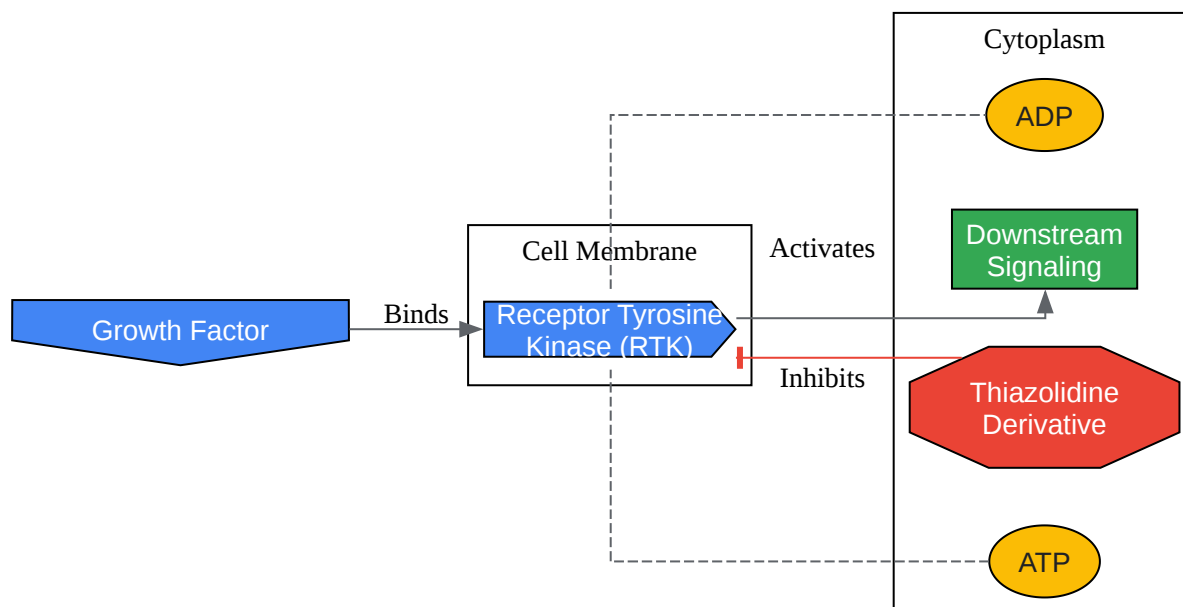 Cytoplasm
ADP
Cell Membrane
Activates
Downstream
Signaling
Growth Factor
Binds
Receptor Tyrosine
Kinase (RTK)
Inhibits
Thiazolidine
Derivative
ATP